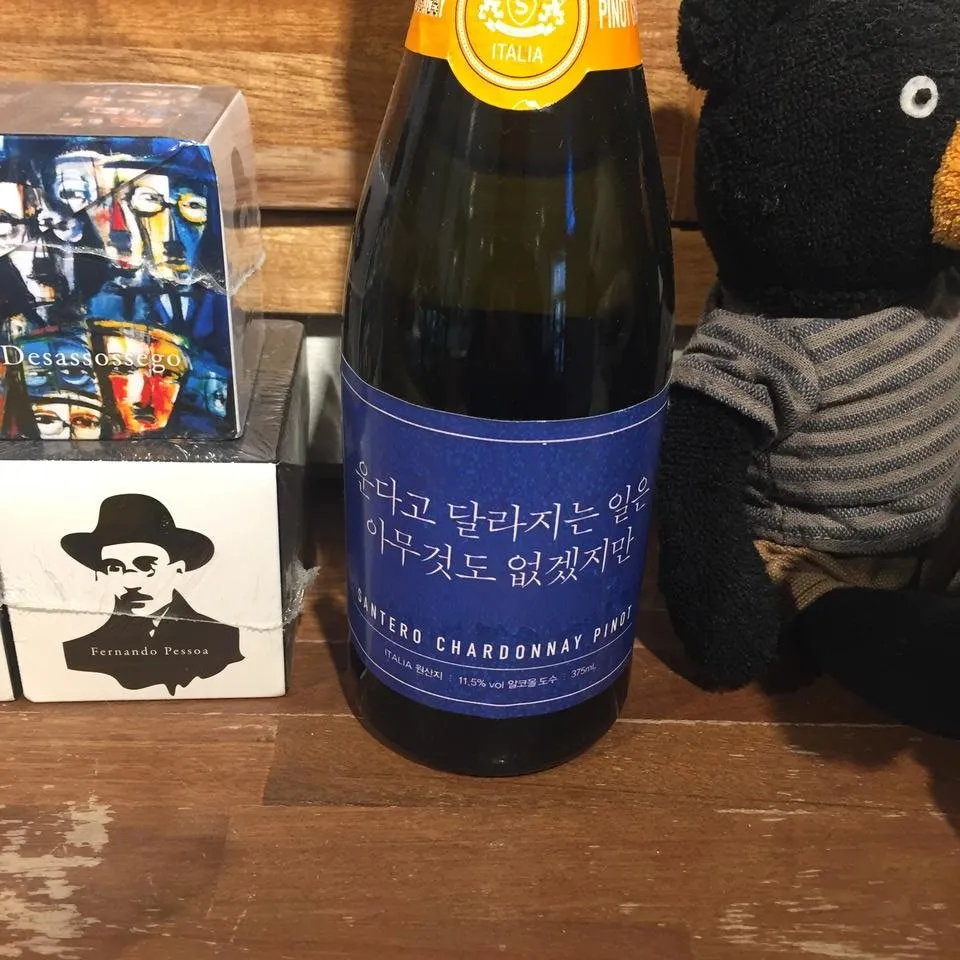 ITALIA
PINOT
Desassossego
Fernando Pessoa
운다고 달라지는 일은
아무것도 없겠지만
SANTERO CHARDONNAY PINOT
ITALIA 원산지 : 11.5% vol 알코올 도수 : 375mL